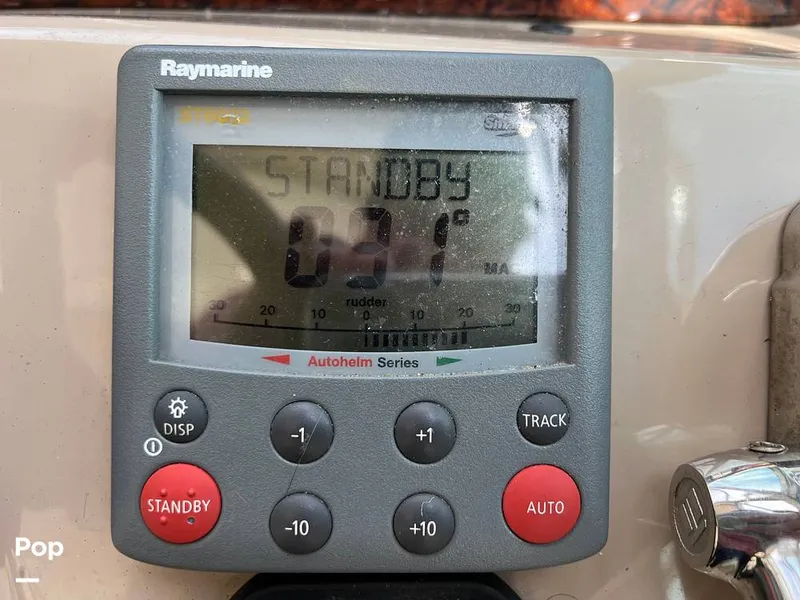 Raymarine
STANDBY
031°
MA
rudder
30 20 10 0 10 20 30
Autohelm Series
DISP
-1
+1
TRACK
STANDBY
-10
+10
AUTO
Pop